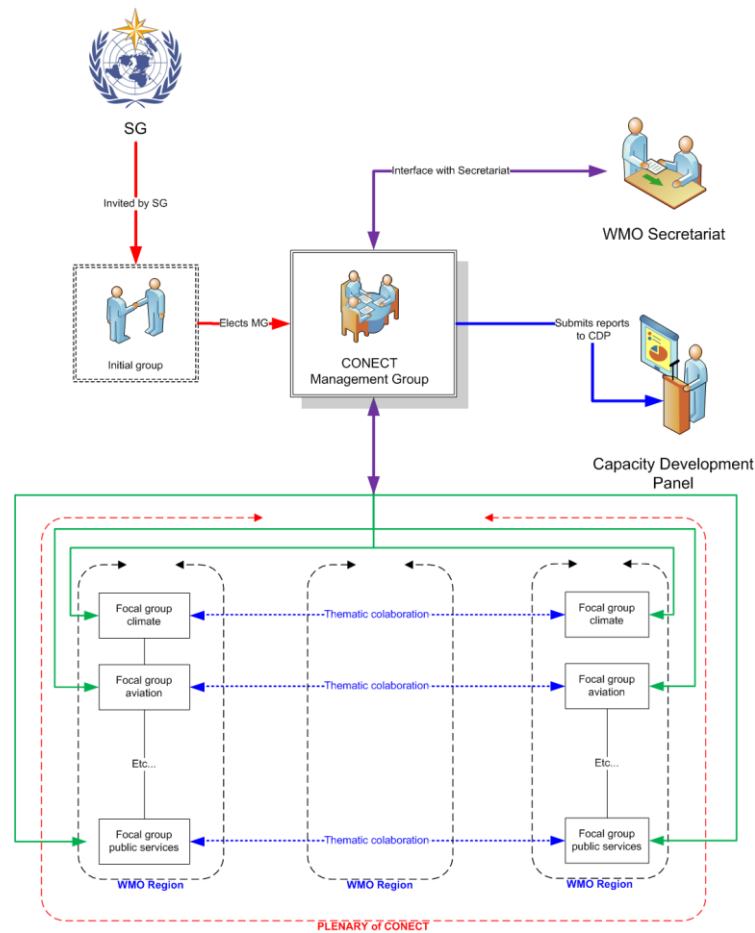 SG
Invited by SG
Interface with Secretariat
WMO Secretariat
Initial group
Elects MG
CONECT
Management Group
Submits reports
to CDP
Capacity Development
Panel
Focal group
climate
Thematic colaboration
Focal group
climate
Focal group
aviation
Thematic colaboration
Focal group
aviation
Etc...
Etc...
Focal group
public services
Thematic colaboration
Focal group
public services
WMO Region
WMO Region
WMO Region
PLENARY of CONECT